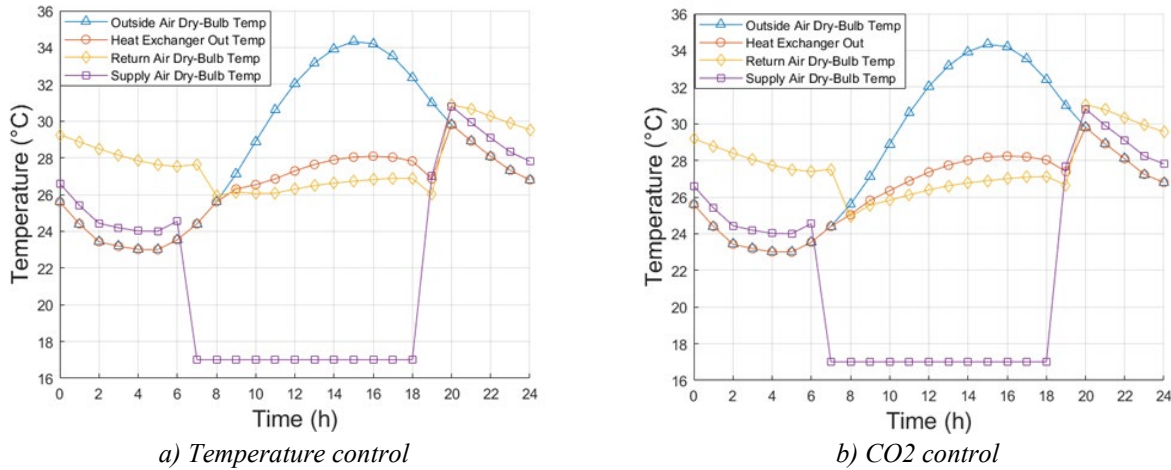 36
34
32
30
28
26
24
22
20
18
16
Temperature (°C)
Outside Air Dry-Bulb Temp
Heat Exchanger Out Temp
Return Air Dry-Bulb Temp
Supply Air Dry-Bulb Temp
0 2 4 6 8 10 12 14 16 18 20 22 24
Time (h)
a) Temperature control
36
34
32
30
28
26
24
22
20
18
16
Temperature (°C)
Outside Air Dry-Bulb Temp
Heat Exchanger Out
Return Air Dry-Bulb Temp
Supply Air Dry-Bulb Temp
0 2 4 6 8 10 12 14 16 18 20 22 24
Time (h)
b) CO2 control